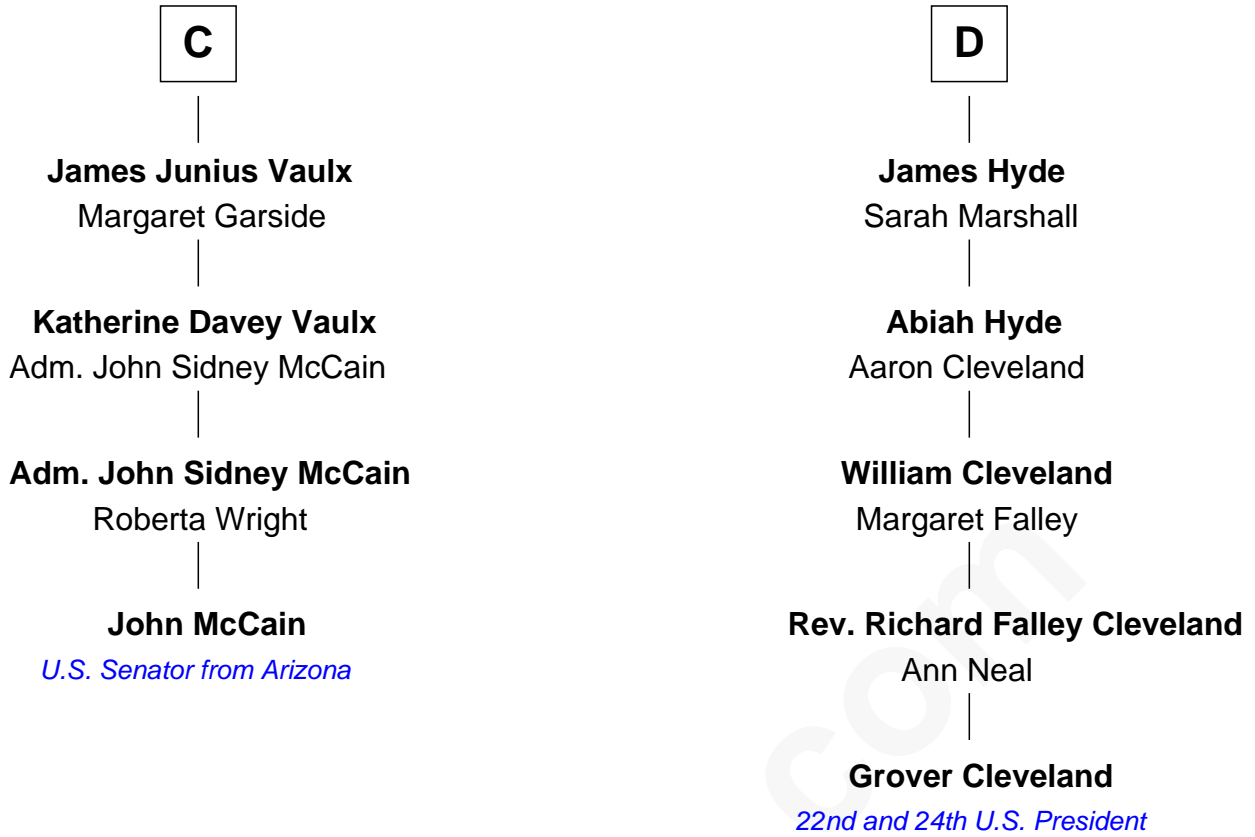 C
James Junius Vaulx
Margaret Garside
Katherine Davey Vaulx
Adm. John Sidney McCain
Adm. John Sidney McCain
Roberta Wright
John McCain
U.S. Senator from Arizona
D
James Hyde
Sarah Marshall
Abiah Hyde
Aaron Cleveland
William Cleveland
Margaret Falley
Rev. Richard Falley Cleveland
Ann Neal
Grover Cleveland
22nd and 24th U.S. President
com